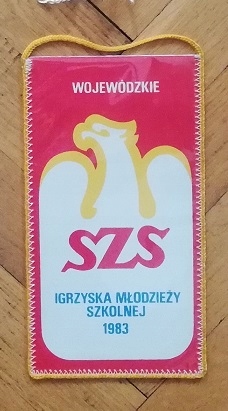 WOJEWÓDZKIE
SZS
IGRZYSKA MŁODZIEŻY
SZKOLNEJ
1983